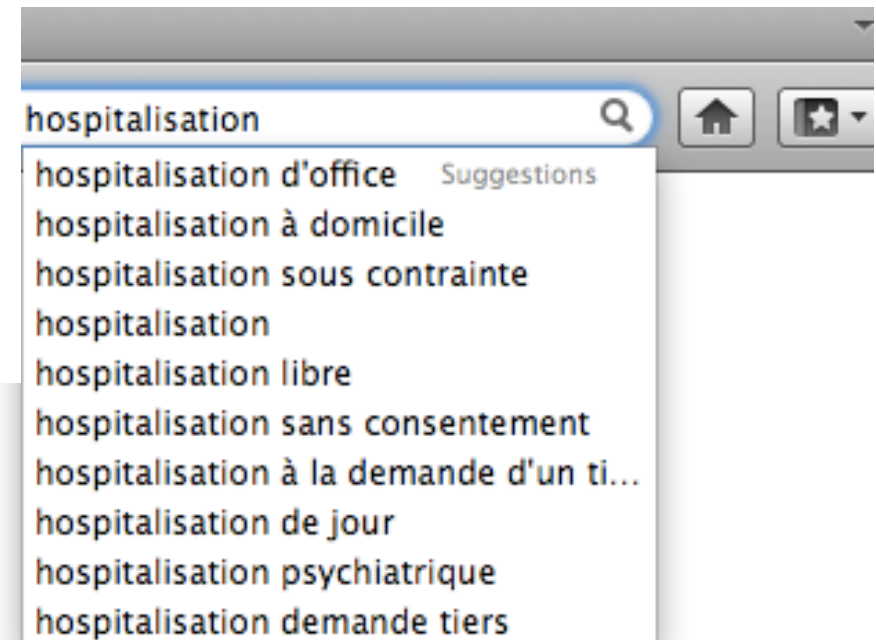 hospitalisation
hospitalisation d'office Suggestions
hospitalisation à domicile
hospitalisation sous contrainte
hospitalisation
hospitalisation libre
hospitalisation sans consentement
hospitalisation à la demande d'un ti...
hospitalisation de jour
hospitalisation psychiatrique
hospitalisation demande tiers